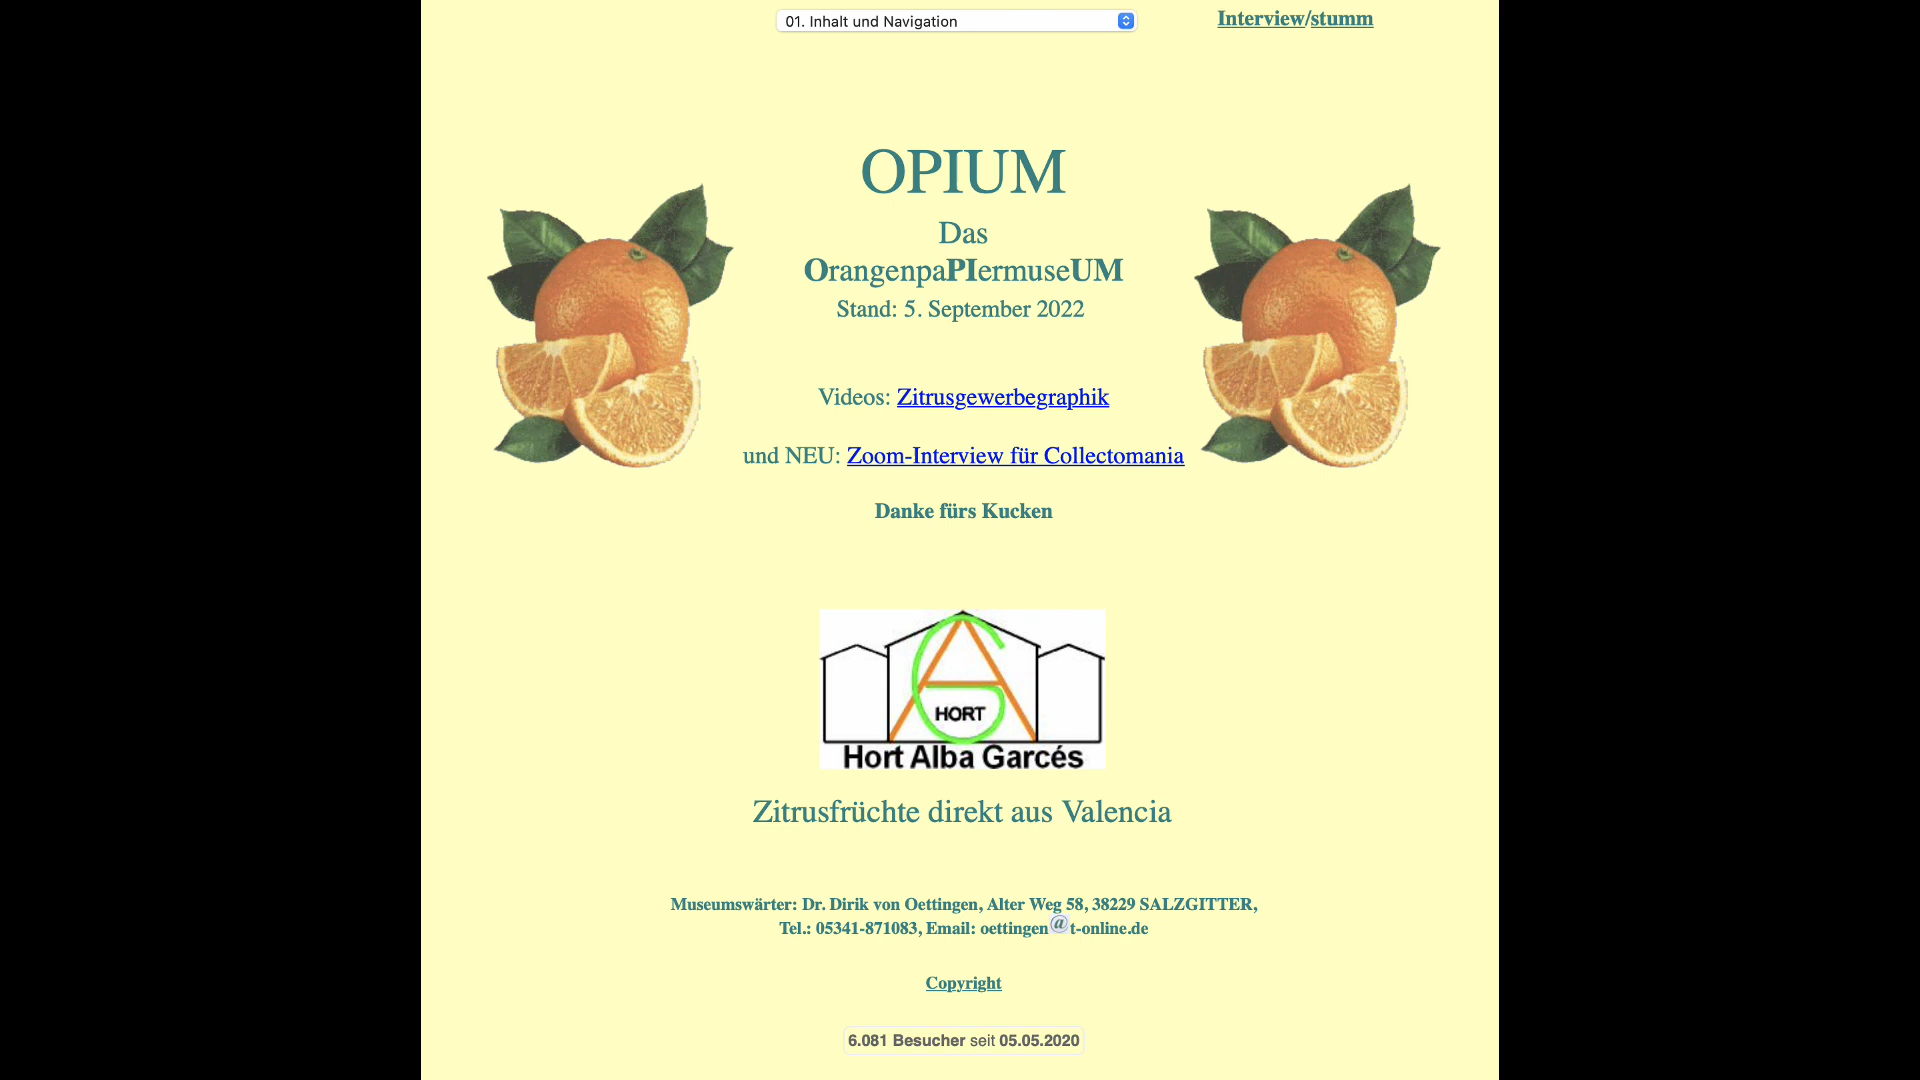 01. Inhalt und Navigation
Interview/stumm
OPIUM
Das
OrangenpaPIermuseUM
Stand: 5. September 2022
Videos: Zitrusgewerbegraphik
und NEU: Zoom-Interview für Collectomania
Danke fürs Kucken
HORT
Hort Alba Garcés
Zitrusfrüchte direkt aus Valencia
Museumswärter: Dr. Dirik von Oettingen, Alter Weg 58, 38229 SALZGITTER,
Tel.: 05341-871083, Email: oettingen@t-online.de
Copyright
6.081 Besucher seit 05.05.2020